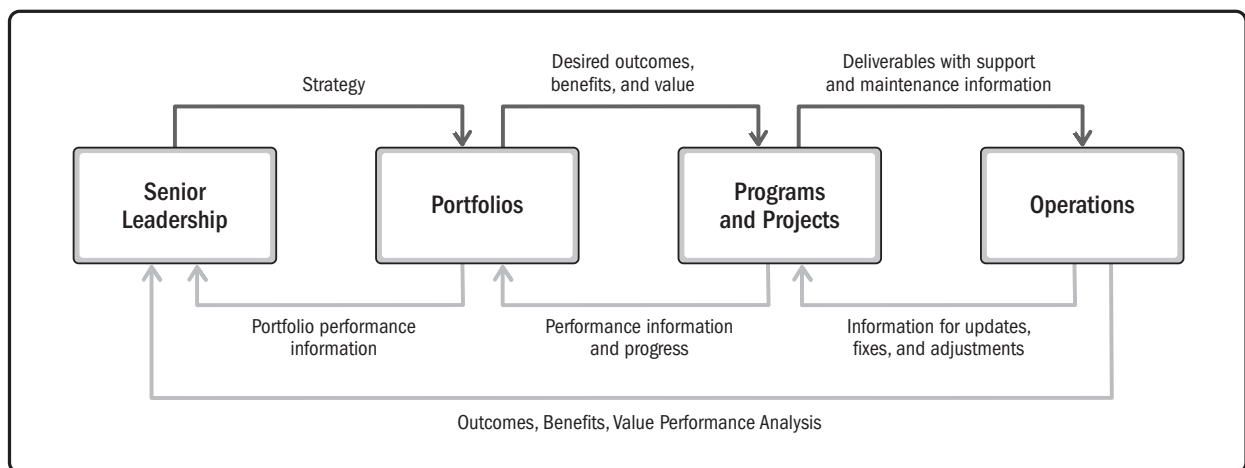 Strategy
Desired outcomes,
benefits, and value
Deliverables with support
and maintenance information
Senior
Leadership
Portfolios
Programs
and Projects
Operations
Portfolio performance
information
Performance information
and progress
Information for updates,
fixes, and adjustments
Outcomes, Benefits, Value Performance Analysis